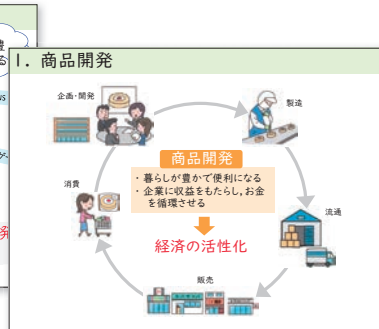 1. 商品開発
企画・開発
製造
商品開発
・暮らしが豊かで便利になる
・企業に収益をもたらし，お金
を循環させる
消費
流通
経済の活性化
販売